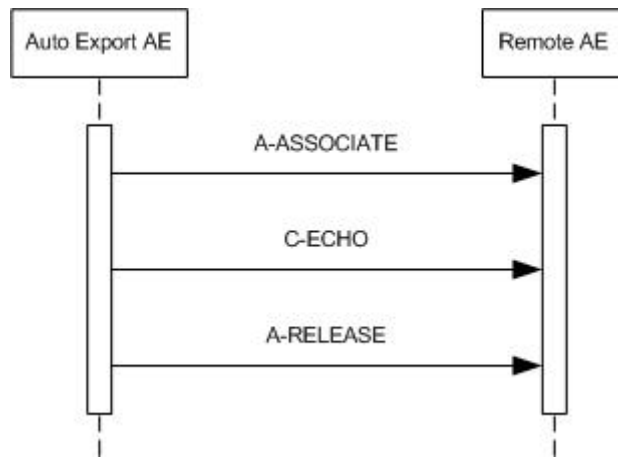 Auto Export AE
Remote AE
A-ASSOCIATE
C-ECHO
A-RELEASE